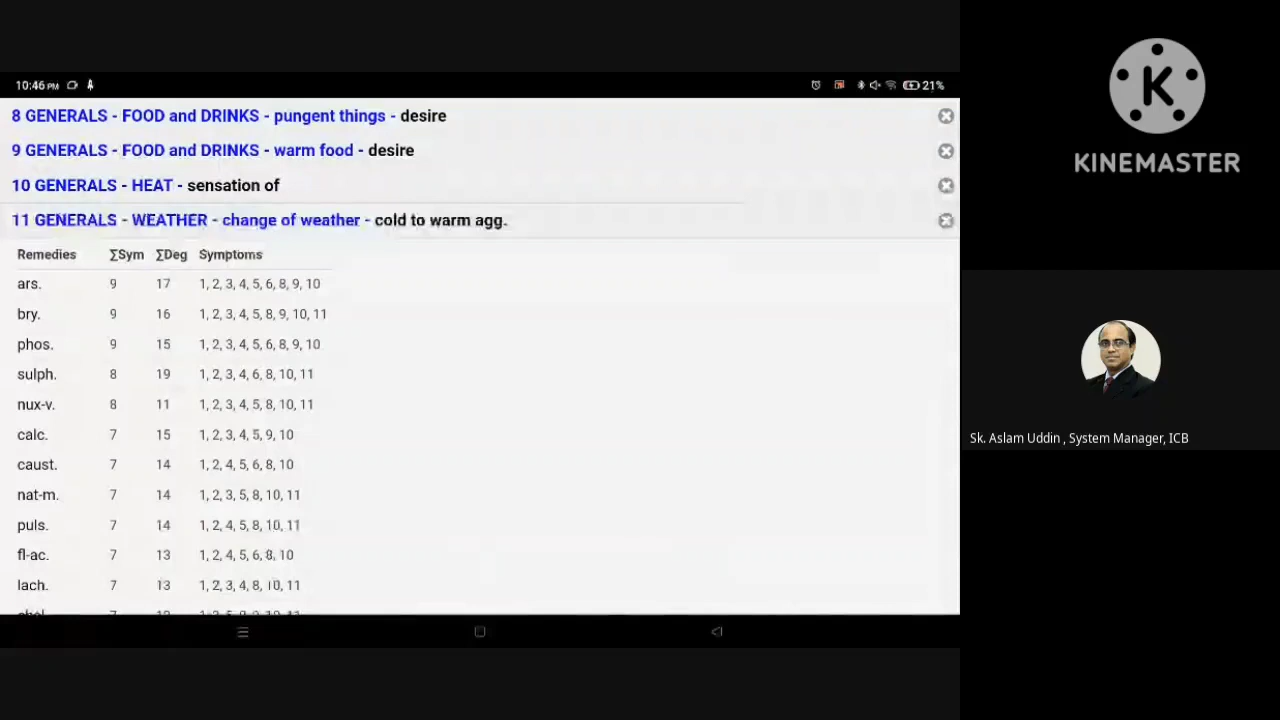 10:46 PM
21%
8 GENERALS - FOOD and DRINKS - pungent things - desire
9 GENERALS - FOOD and DRINKS - warm food - desire
10 GENERALS - HEAT - sensation of
11 GENERALS - WEATHER - change of weather - cold to warm agg.
Remedies ∑Sym ∑Deg Symptoms
ars. 9 17 1, 2, 3, 4, 5, 6, 8, 9, 10
bry. 9 16 1, 2, 3, 4, 5, 8, 9, 10, 11
phos. 9 15 1, 2, 3, 4, 5, 6, 8, 9, 10
sulph. 8 19 1, 2, 3, 4, 6, 8, 10, 11
nux-v. 8 11 1, 2, 3, 4, 5, 8, 10, 11
calc. 7 15 1, 2, 3, 4, 5, 9, 10
caust. 7 14 1, 2, 4, 5, 6, 8, 10
nat-m. 7 14 1, 2, 3, 5, 8, 10, 11
puls. 7 14 1, 2, 4, 5, 8, 10, 11
fl-ac. 7 13 1, 2, 4, 5, 6, 8, 10
lach. 7 13 1, 2, 3, 4, 8, 10, 11
K
KINEMASTER
Sk. Aslam Uddin , System Manager, ICB